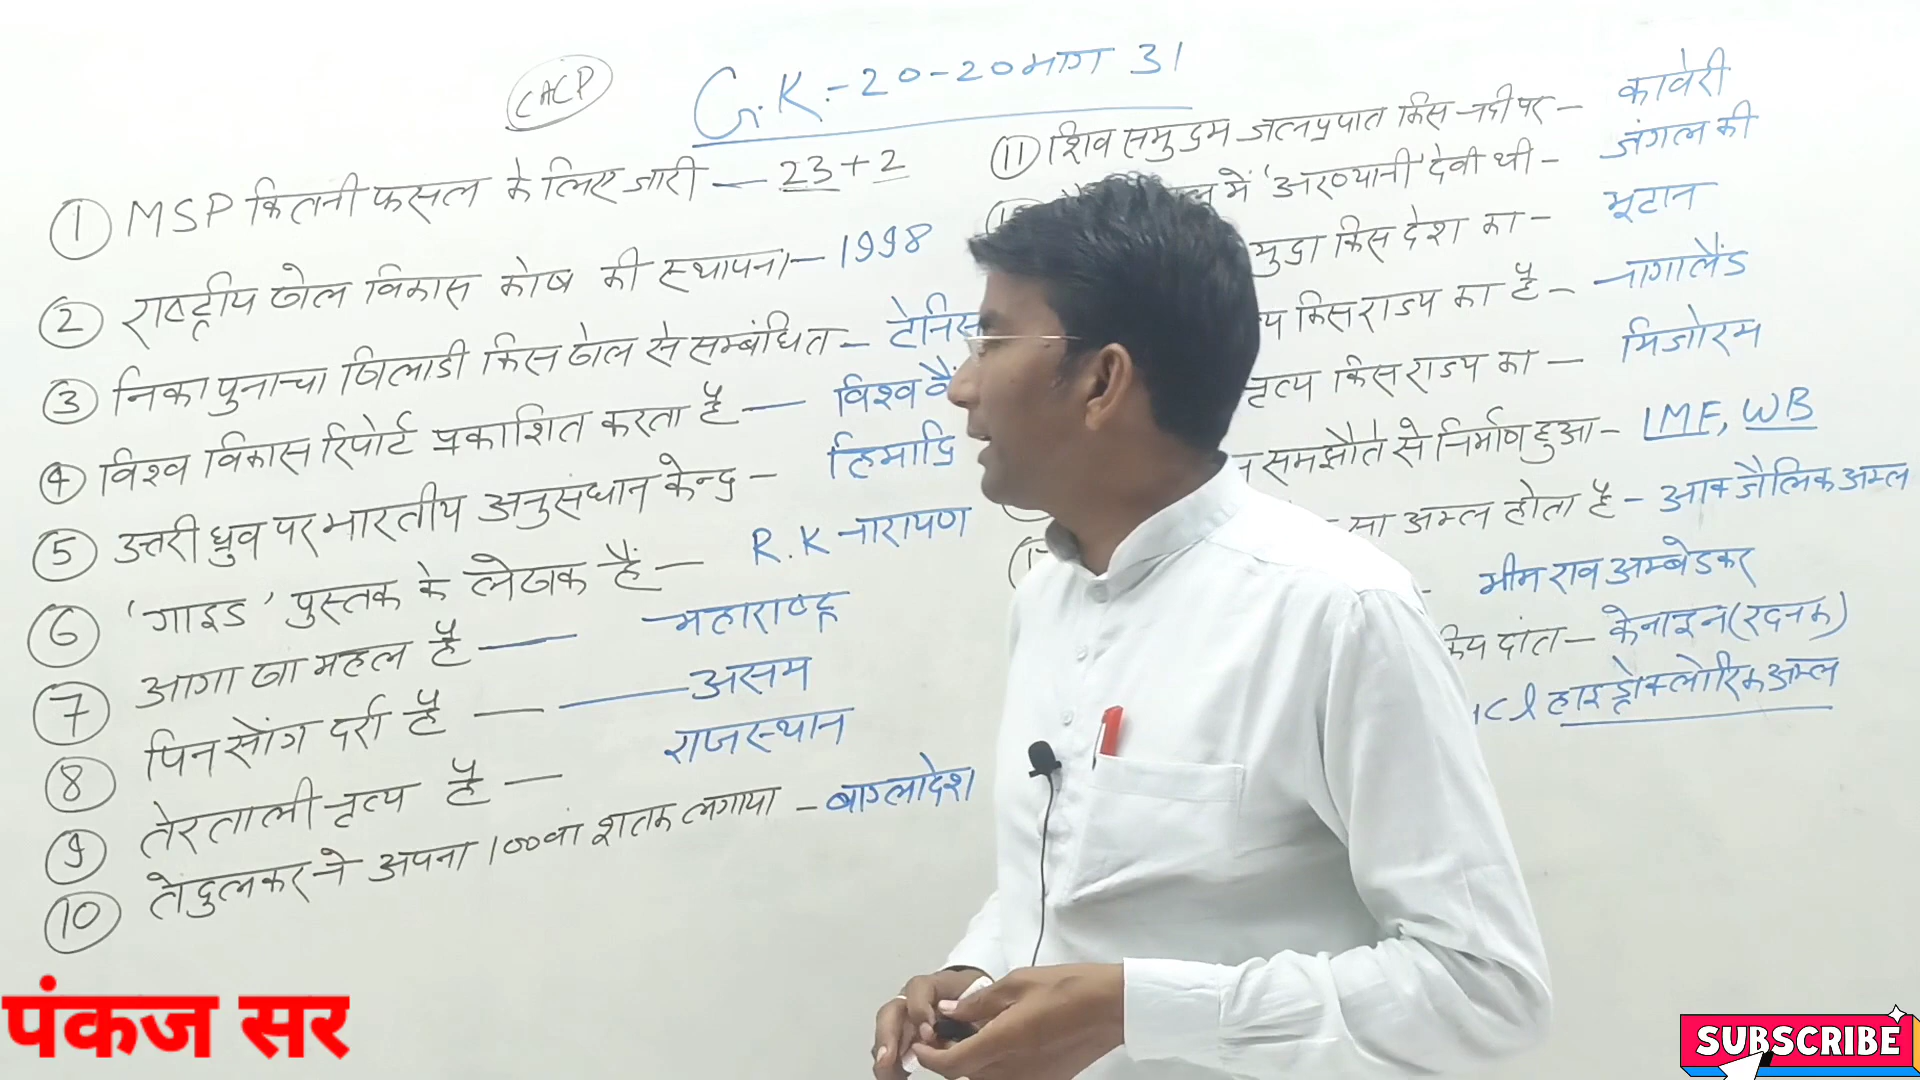 CACP
G.K:-20-20 भाग 31
① MSP कितनी फसल के लिए जारी — 23+2
② राष्ट्रीय खेल विकास कोष की स्थापना — 1998
③ निका पुनाचा खिलाडी किस खेल से सम्बंधित — टेनिस
④ विश्व विकास रिपोर्ट प्रकाशित करता है — विश्व बैं
⑤ उत्तरी ध्रुव पर भारतीय अनुसंधान केन्द्र — हिमाद्रि
⑥ 'गाइड' पुस्तक के लेखक हैं — R.K नारायण
⑦ आगा खा महल है — महाराष्ट्र
⑧ पिन सोंग दर्रा है — असम
⑨ तेरताली नृत्य है — राजस्थान
⑩ तेंदुलकर ने अपना 100वां शतक लगाया — बाग्लादेश
⑪ शिव समुद्रम जलप्रपात किस नदी पर — कावेरी
में 'अरण्यानी' देवी थी — जंगल की
मुद्रा किस देश का — भूटान
किस राज्य का है — नागालैंड
नृत्य किस राज्य का — मिजोरम
समझौते से निर्माण हुआ — IMF, WB
सा अम्ल होता है — आक्जैलिक अम्ल
भीम राव अम्बेडकर
दांत — केनाइन (रदनक)
cl हाइड्रोक्लोरिक अम्ल
पंकज सर
SUBSCRIBE